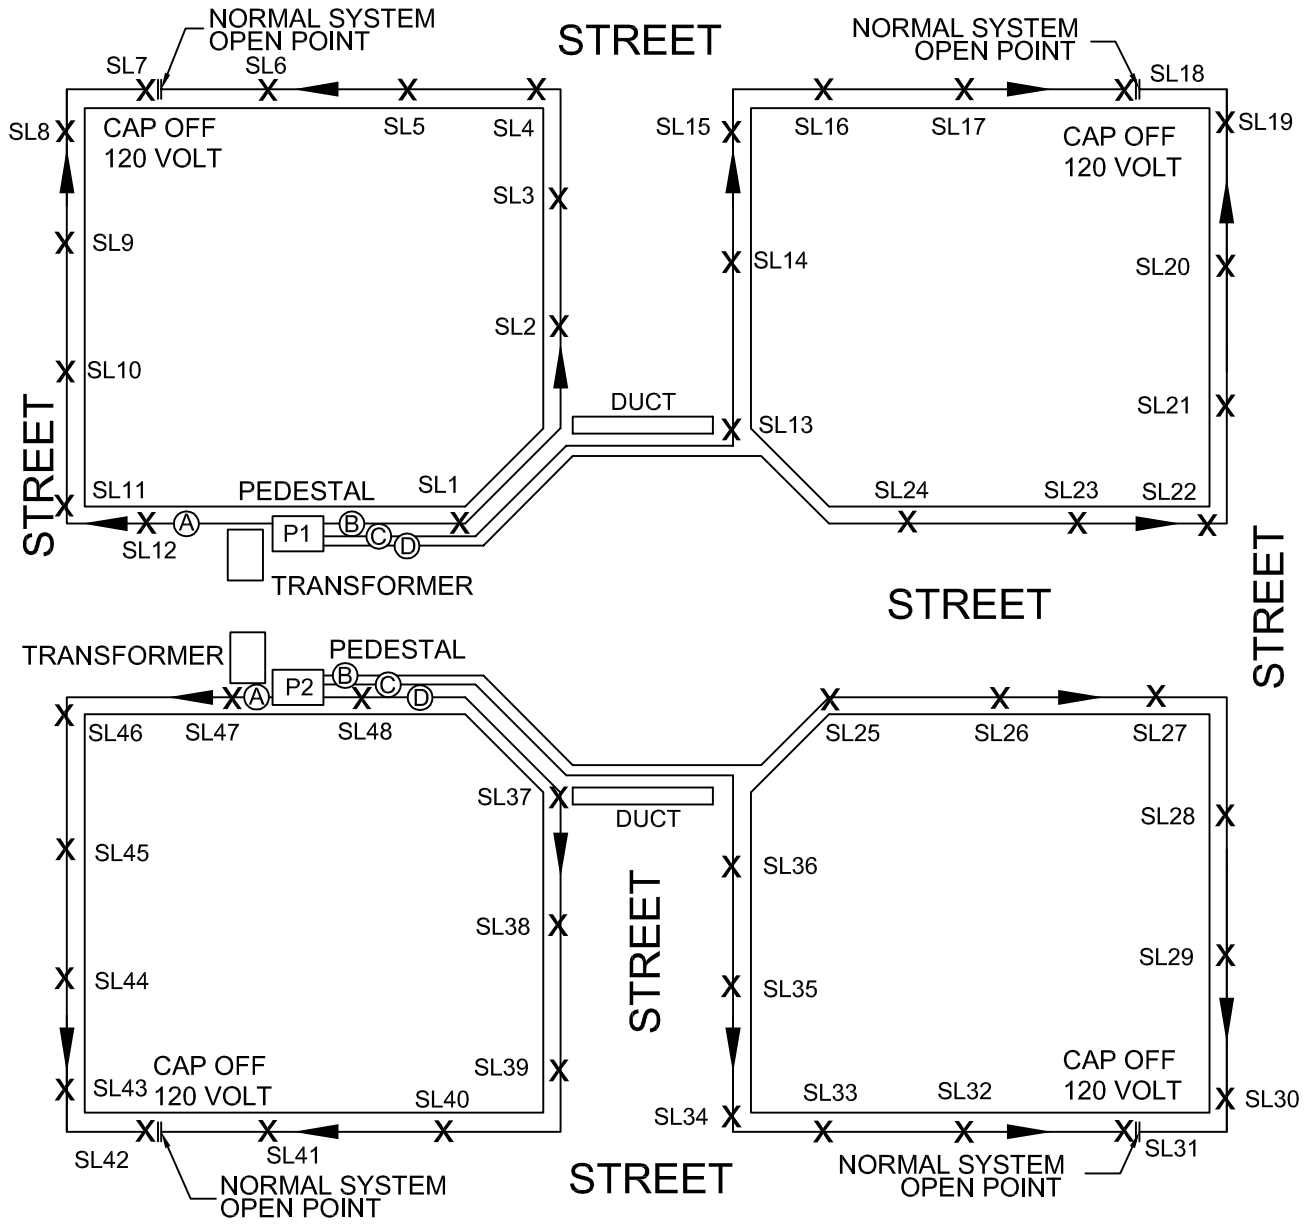 NORMAL SYSTEM
OPEN POINT
STREET
NORMAL SYSTEM
OPEN POINT
SL7
SL6
SL18
SL8
CAP OFF
120 VOLT
SL5
SL4
SL15
SL16
SL17
CAP OFF
120 VOLT
SL19
SL3
SL9
SL14
SL20
SL2
SL10
STREET
DUCT
SL21
SL13
SL11
PEDESTAL
SL1
SL24
SL23
SL22
SL12
A
P1
B
C
D
TRANSFORMER
STREET
STREET
TRANSFORMER
PEDESTAL
A
P2
B
C
D
SL46
SL47
SL48
SL25
SL26
SL27
SL37
DUCT
SL28
SL45
SL36
STREET
SL38
SL29
SL44
SL35
SL39
CAP OFF
120 VOLT
SL43
SL40
CAP OFF
120 VOLT
SL34
SL33
SL32
SL30
SL42
SL41
SL31
NORMAL SYSTEM
OPEN POINT
STREET
NORMAL SYSTEM
OPEN POINT